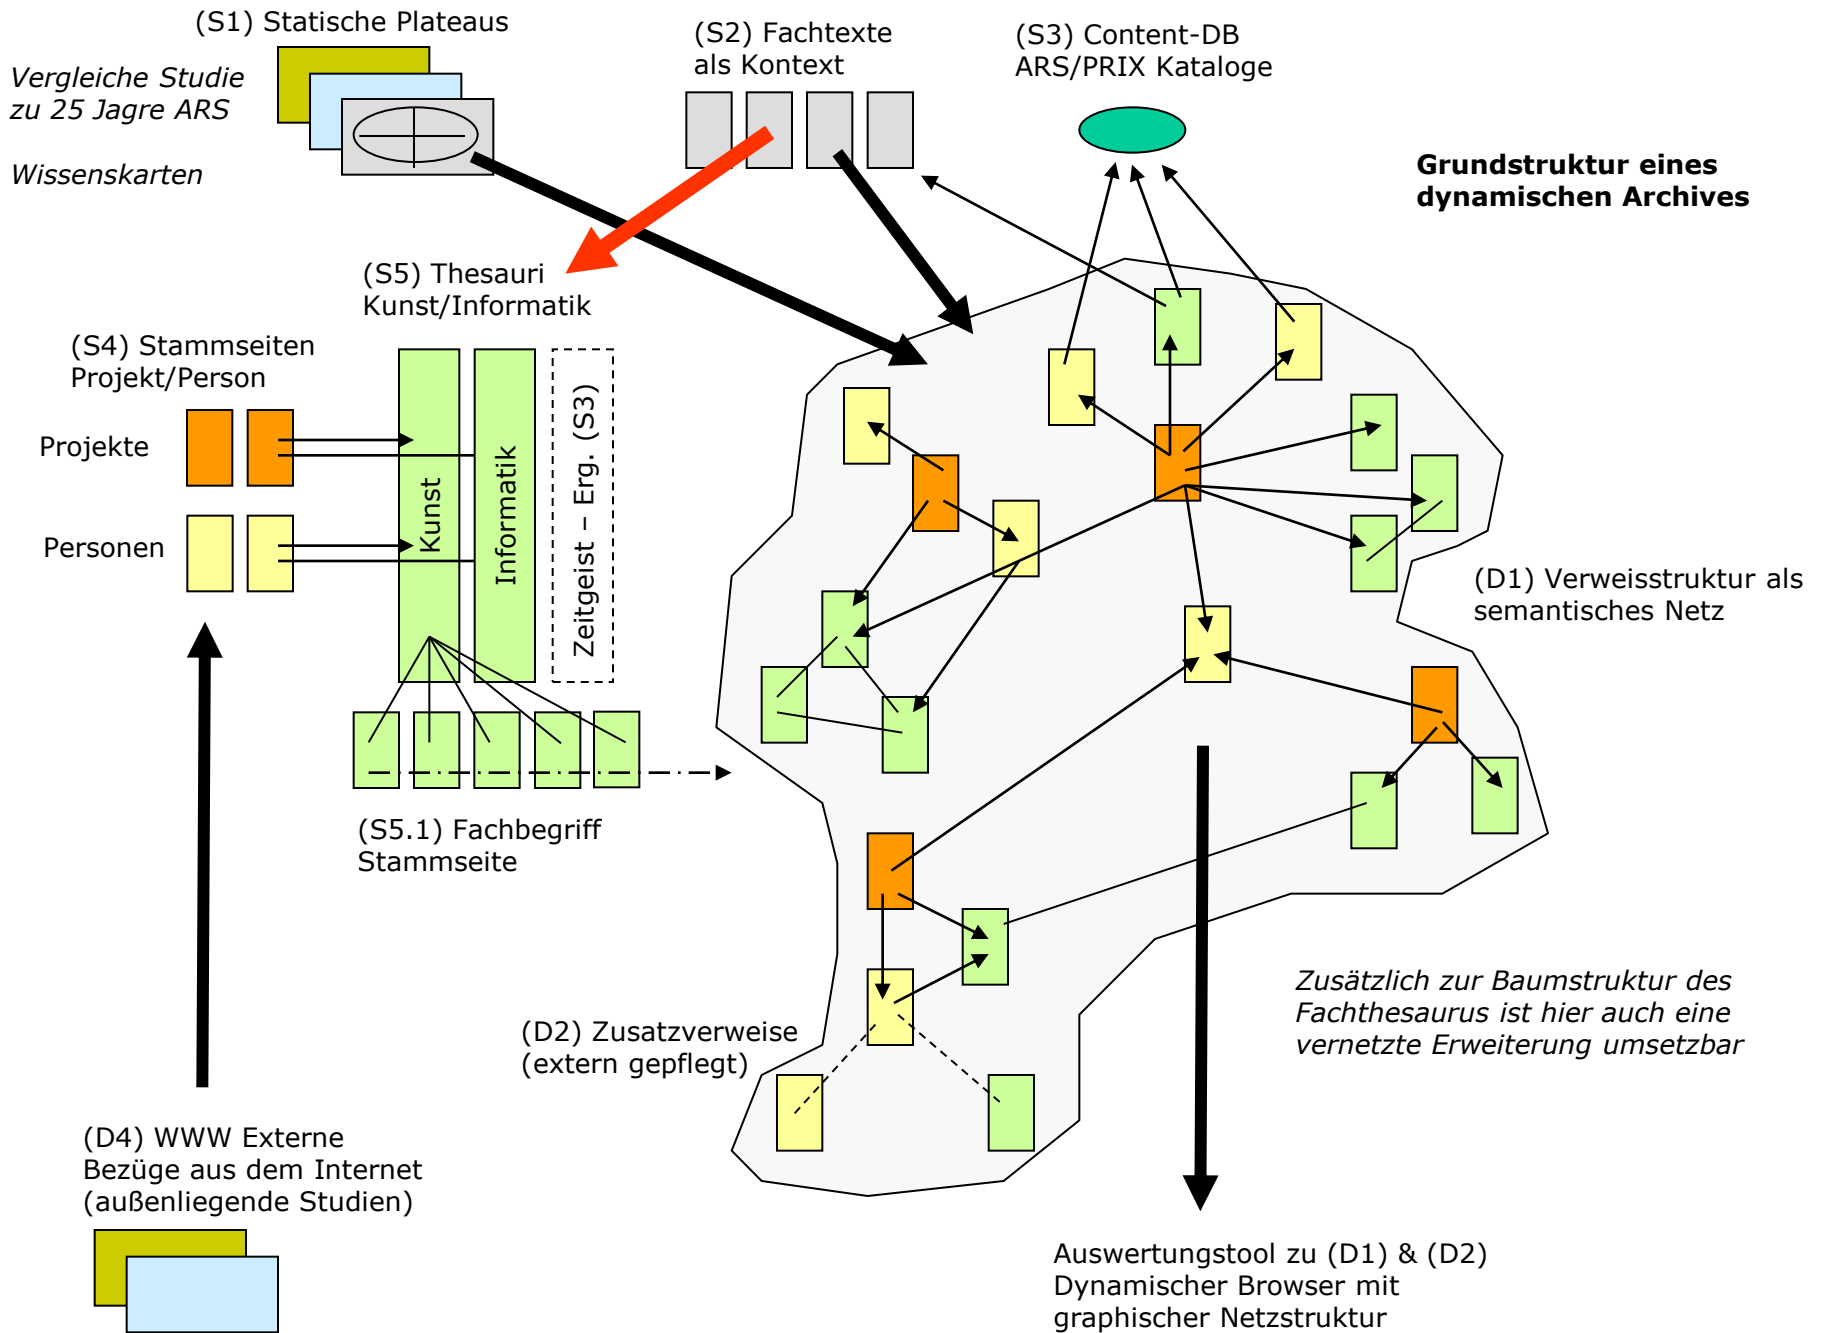 (S1) Statische Plateaus
Vergleiche Studie
zu 25 Jagre ARS
Wissenskarten
(S2) Fachtexte
als Kontext
(S3) Content-DB
ARS/PRIX Kataloge
Grundstruktur eines
dynamischen Archives
(S5) Thesauri
Kunst/Informatik
(S4) Stammseiten
Projekt/Person
Projekte
Personen
Kunst
Informatik
Zeitgeist – Erg. (S3)
(S5.1) Fachbegriff
Stammseite
(D1) Verweisstruktur als
semantisches Netz
(D2) Zusatzverweise
(extern gepflegt)
Zusätzlich zur Baumstruktur des
Fachthesaurus ist hier auch eine
vernetzte Erweiterung umsetzbar
(D4) WWW Externe
Bezüge aus dem Internet
(außenliegende Studien)
Auswertungstool zu (D1) & (D2)
Dynamischer Browser mit
graphischer Netzstruktur